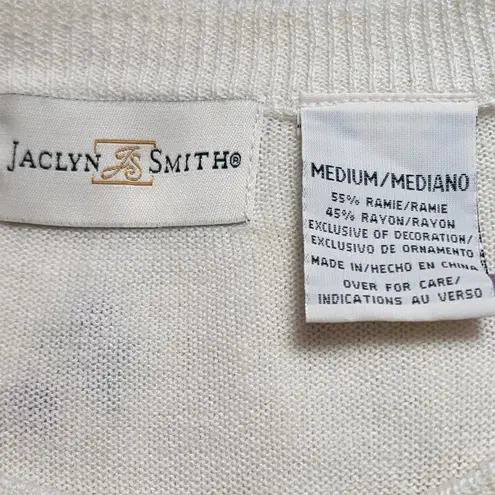 JACLYN JS SMITH®
MEDIUM/MEDIANO
55% RAMIE/RAMIE
45% RAYON/RAYON
EXCLUSIVE OF DECORATION/
EXCLUSIVO DE ORNAMENTO
MADE IN/HECHO EN CHINA
OVER FOR CARE/
INDICATIONS AU VERSO